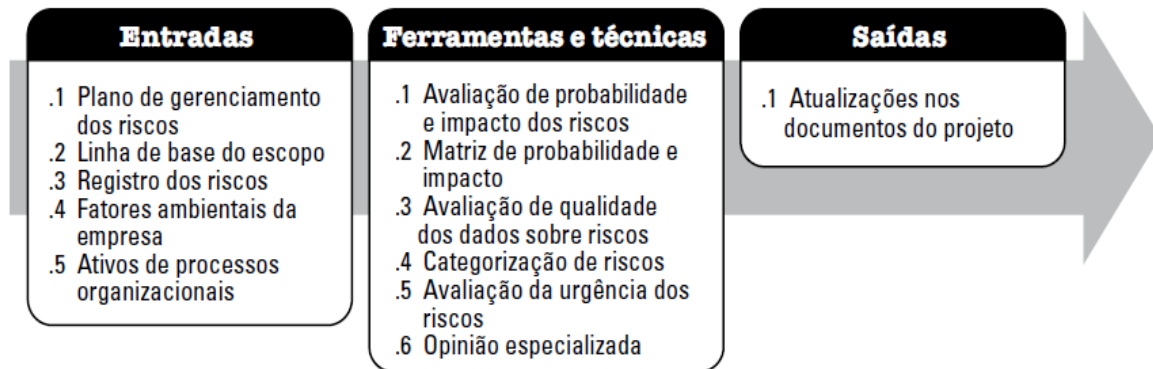 Entradas
.1 Plano de gerenciamento
dos riscos
.2 Linha de base do escopo
.3 Registro dos riscos
.4 Fatores ambientais da
empresa
.5 Ativos de processos
organizacionais
Ferramentas e técnicas
.1 Avaliação de probabilidade
e impacto dos riscos
.2 Matriz de probabilidade e
impacto
.3 Avaliação de qualidade
dos dados sobre riscos
.4 Categorização de riscos
.5 Avaliação da urgência dos
riscos
.6 Opinião especializada
Saídas
.1 Atualizações nos
documentos do projeto